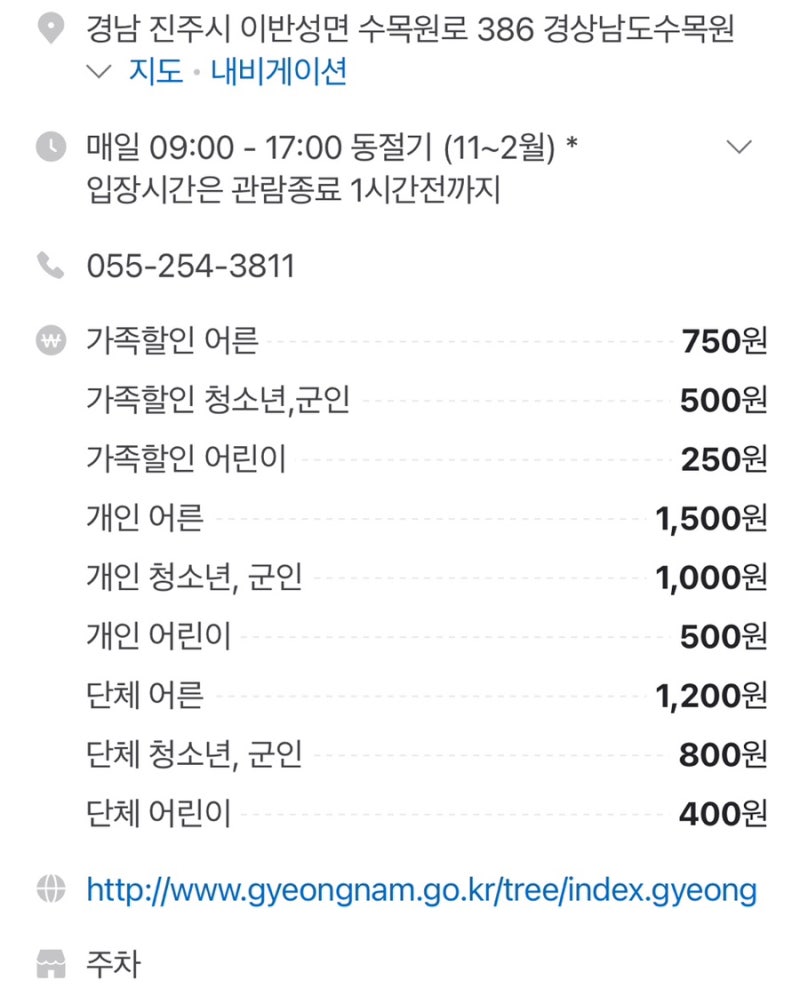 경남 진주시 이반성면 수목원로 386 경상남도수목원
지도 · 내비게이션
매일 09:00 - 17:00 동절기 (11~2월) *
입장시간은 관람종료 1시간전까지
055-254-3811
₩ 가족할인 어른 750원
가족할인 청소년,군인 500원
가족할인 어린이 250원
개인 어른 1,500원
개인 청소년, 군인 1,000원
개인 어린이 500원
단체 어른 1,200원
단체 청소년, 군인 800원
단체 어린이 400원
http://www.gyeongnam.go.kr/tree/index.gyeong
주차